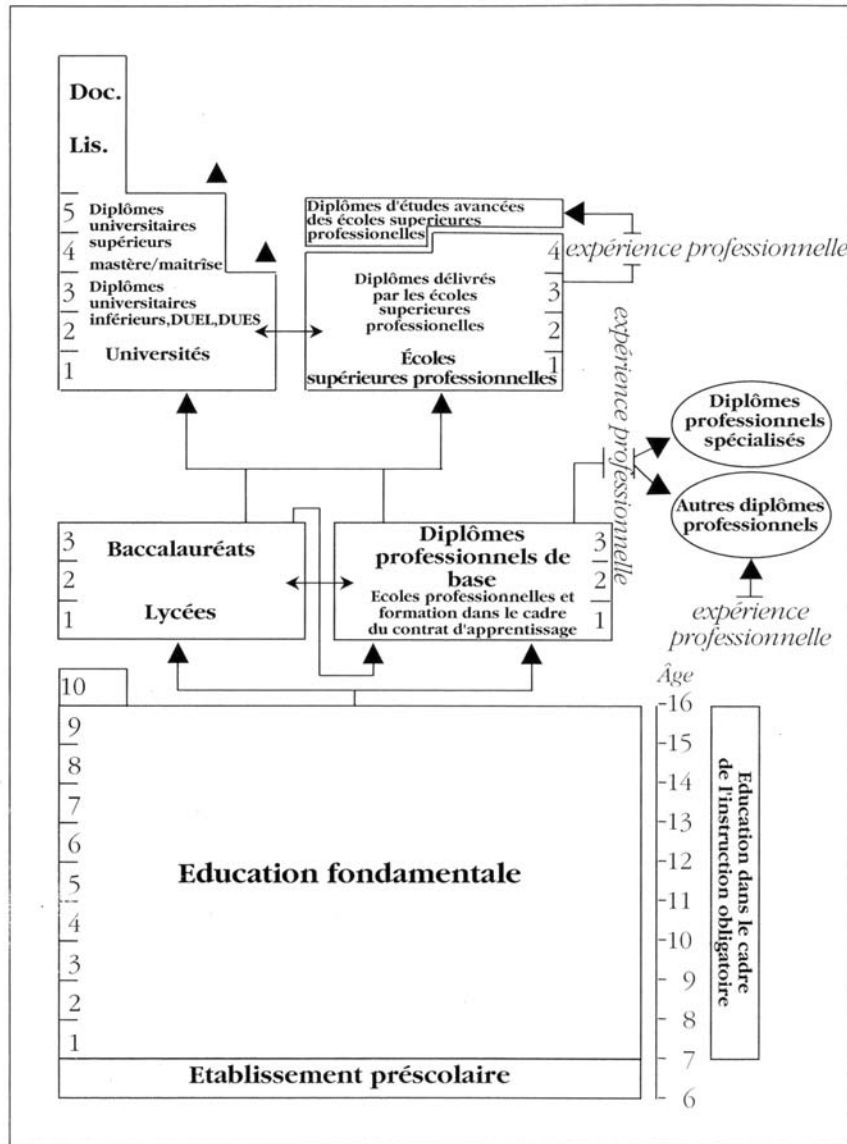 Doc.
Lis.
5
4
3
2
1
Diplômes
universitaires
supérieurs
mastère/maitrîse
Diplômes
universitaires
inférieurs,DUEL,DUES
Universités
Diplômes d'études avancées
des écoles superieures
professionelles
Diplômes délivrés
par les écoles
superieures
professionelles
École​s
supérieures professionnelles
4
3
2
1
expérience professionnelle
expérience professionnelle
Diplômes
professionnels
spécialisés
Autres diplômes
professionnels
expérience
professionnelle
3
2
1
Baccalauréats
Lycées
Diplômes
professionnels de
base
Ecoles professionnelles et
formation dans le cadre
du contrat d'apprentissage
3
2
1
10
9
8
7
6
5
4
3
2
1
Education fondamentale
Etablissement préscolaire
Âge
-16
-15
-14
-13
-12
-11
-10
- 9
- 8
- 7
- 6
Education dans le cadre
de l'instruction obligatoire